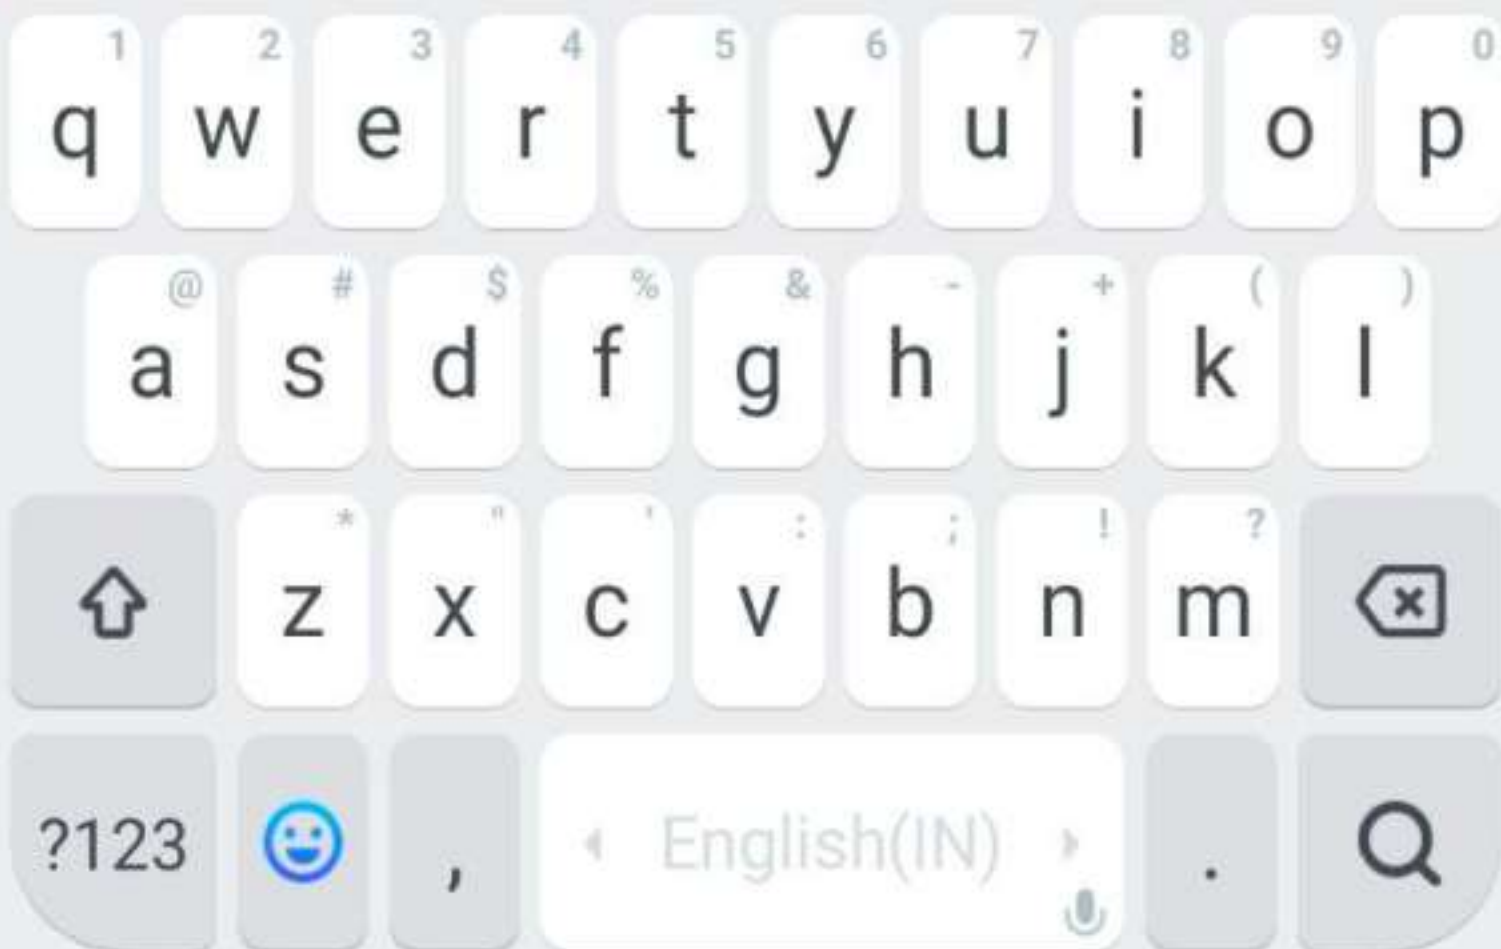 1 2 3 4 5 6 7 8 9 0
q w e r t y u i o p
@ # $ % & - + ( )
a s d f g h j k l
* " ' : ; ! ?
z x c v b n m
?123 , English(IN) .